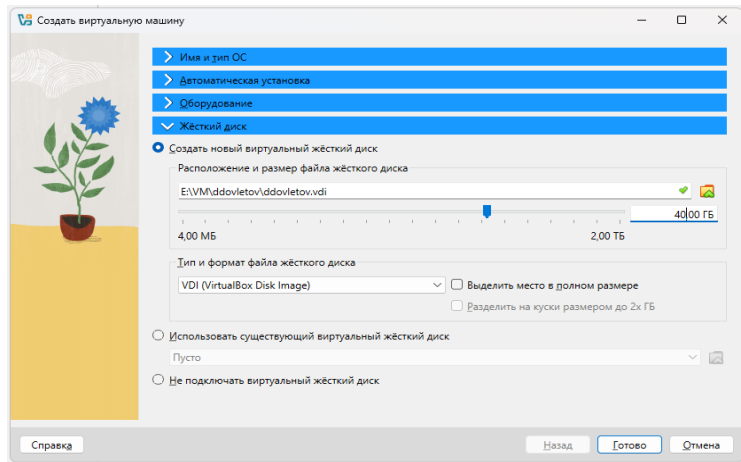 Создать виртуальную машину
Имя и тип ОС
Автоматическая установка
Оборудование
Жёсткий диск
Создать новый виртуальный жёсткий диск
Расположение и размер файла жёсткого диска
E:\VM\ddovletov\ddovletov.vdi
40,00 ГБ
4,00 МБ 2,00 ТБ
Тип и формат файла жёсткого диска
VDI (VirtualBox Disk Image) Выделить место в полном размере
Разделить на куски размером до 2х ГБ
Использовать существующий виртуальный жёсткий диск
Пусто
Не подключать виртуальный жёсткий диск
Справка Назад Готово Отмена